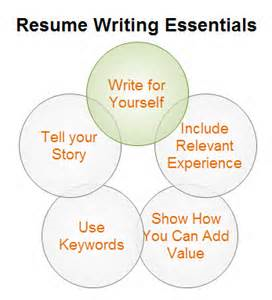 Resume Writing Essentials
Write for
Yourself
Include
Relevant
Experience
Show How
You Can Add
Value
Use
Keywords
Tell your
Story